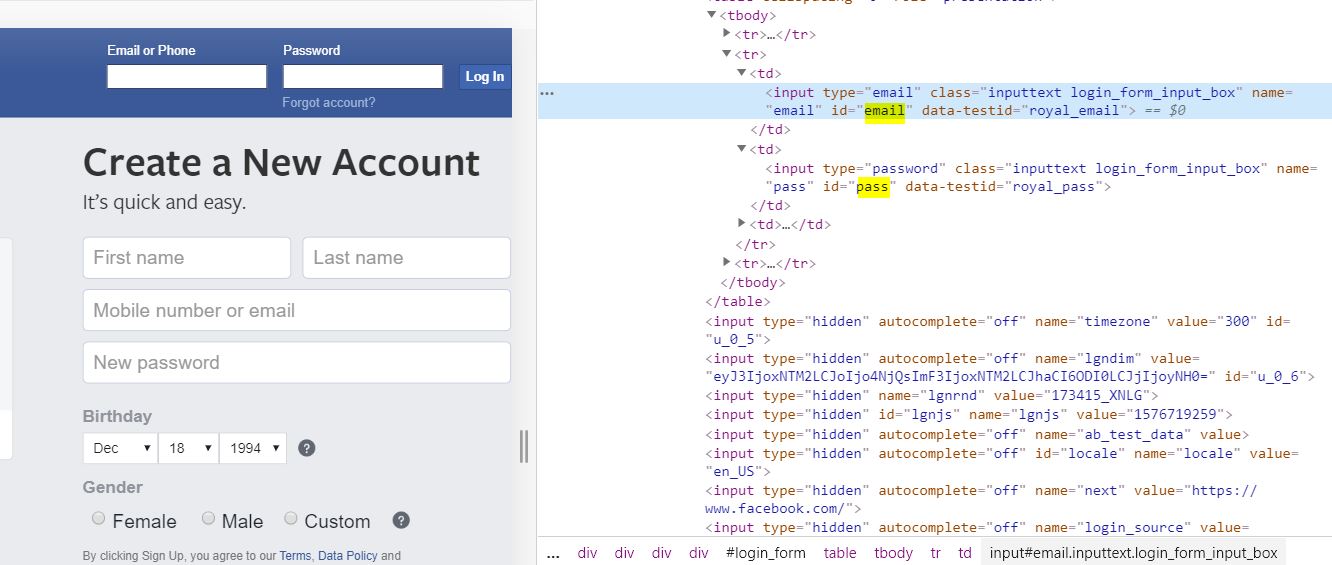 Email or Phone
Password
Log In
Forgot account?
Create a New Account
It's quick and easy.
First name
Last name
Mobile number or email
New password
Birthday
Dec
18
1994
?
Gender
Female
Male
Custom
?
By clicking Sign Up, you agree to our Terms, Data Policy and
<tbody>
<tr>…</tr>
<tr>
<td>
<input type="email" class="inputtext login_form_input_box" name=
"email" id="email" data-testid="royal_email"> == $0
</td>
<td>
<input type="password" class="inputtext login_form_input_box" name=
"pass" id="pass" data-testid="royal_pass">
</td>
<td>…</td>
</tr>
<tr>…</tr>
</tbody>
</table>
<input type="hidden" autocomplete="off" name="timezone" value="300" id=
"u_0_5">
<input type="hidden" autocomplete="off" name="lgndim" value=
"eyJ3IjoxNTM2LCJoIjo4NjQsImF3IjoxNTM2LCJhaCI6ODI0LCJjIjoyNH0=" id="u_0_6">
<input type="hidden" name="lgnrnd" value="173415_XNLG">
<input type="hidden" id="lgnjs" name="lgnjs" value="1576719259">
<input type="hidden" autocomplete="off" name="ab_test_data" value>
<input type="hidden" autocomplete="off" id="locale" name="locale" value=
"en_US">
<input type="hidden" autocomplete="off" name="next" value="https://
www.facebook.com/">
<input type="hidden" autocomplete="off" name="login_source" value=
... div div div div #login_form table tbody tr td input#email.inputtext.login_form_input_box